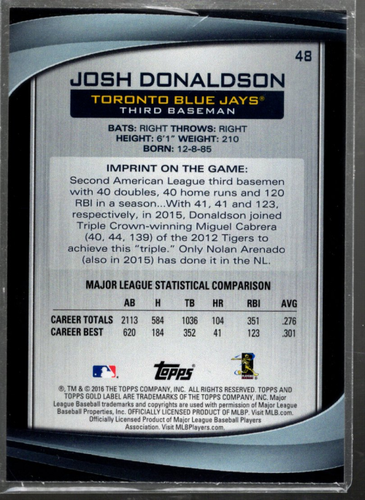 48
JOSH DONALDSON
TORONTO BLUE JAYS®
THIRD BASEMAN
BATS: RIGHT THROWS: RIGHT
HEIGHT: 6'1" WEIGHT: 210
BORN: 12-8-85
IMPRINT ON THE GAME:
Second American League third basemen
with 40 doubles, 40 home runs and 120
RBI in a season...With 41, 41 and 123,
respectively, in 2015, Donaldson joined
Triple Crown-winning Miguel Cabrera
(40, 44, 139) of the 2012 Tigers to
achieve this "triple." Only Nolan Arenado
(also in 2015) has done it in the NL.
MAJOR LEAGUE STATISTICAL COMPARISON
AB H TB HR RBI AVG
CAREER TOTALS 2113 584 1036 104 351 .276
CAREER BEST 620 184 352 41 123 .301
Topps
®, TM & © 2016 THE TOPPS COMPANY, INC. ALL RIGHTS RESERVED. TOPPS AND
TOPPS GOLD LABEL ARE TRADEMARKS OF THE TOPPS COMPANY, INC. Major
League Baseball trademarks and copyrights are used with permission of Major League
Baseball Properties, Inc. OFFICIALLY LICENSED PRODUCT OF MLBP. Visit MLB.com.
Officially Licensed Product of Major League Baseball Players
Association. Visit MLBPlayers.com.